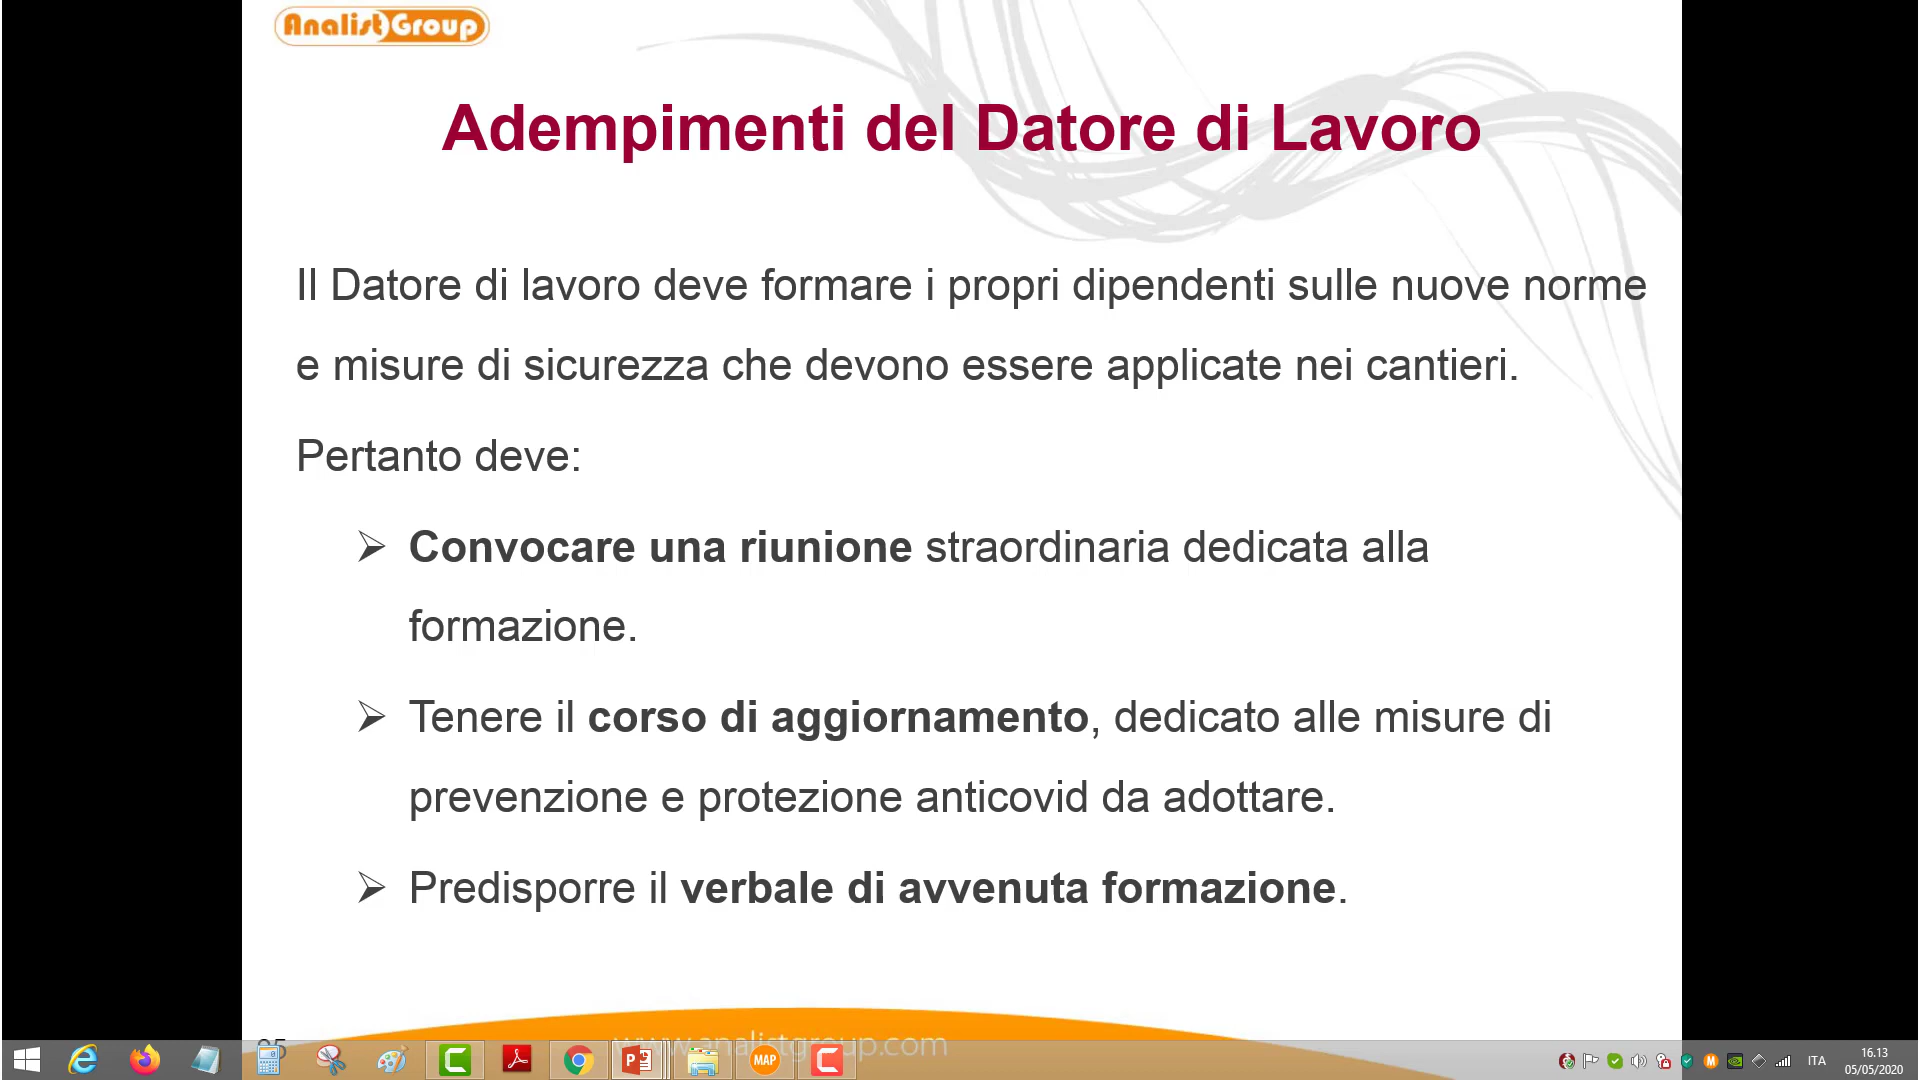 AnalistGroup
Adempimenti del Datore di Lavoro
Il Datore di lavoro deve formare i propri dipendenti sulle nuove norme
e misure di sicurezza che devono essere applicate nei cantieri.
Pertanto deve:
➢ Convocare una riunione straordinaria dedicata alla
formazione.
➢ Tenere il corso di aggiornamento, dedicato alle misure di
prevenzione e protezione anticovid da adottare.
➢ Predisporre il verbale di avvenuta formazione.
www.analistgroup.com
MAP
ITA
16.13
05/05/2020